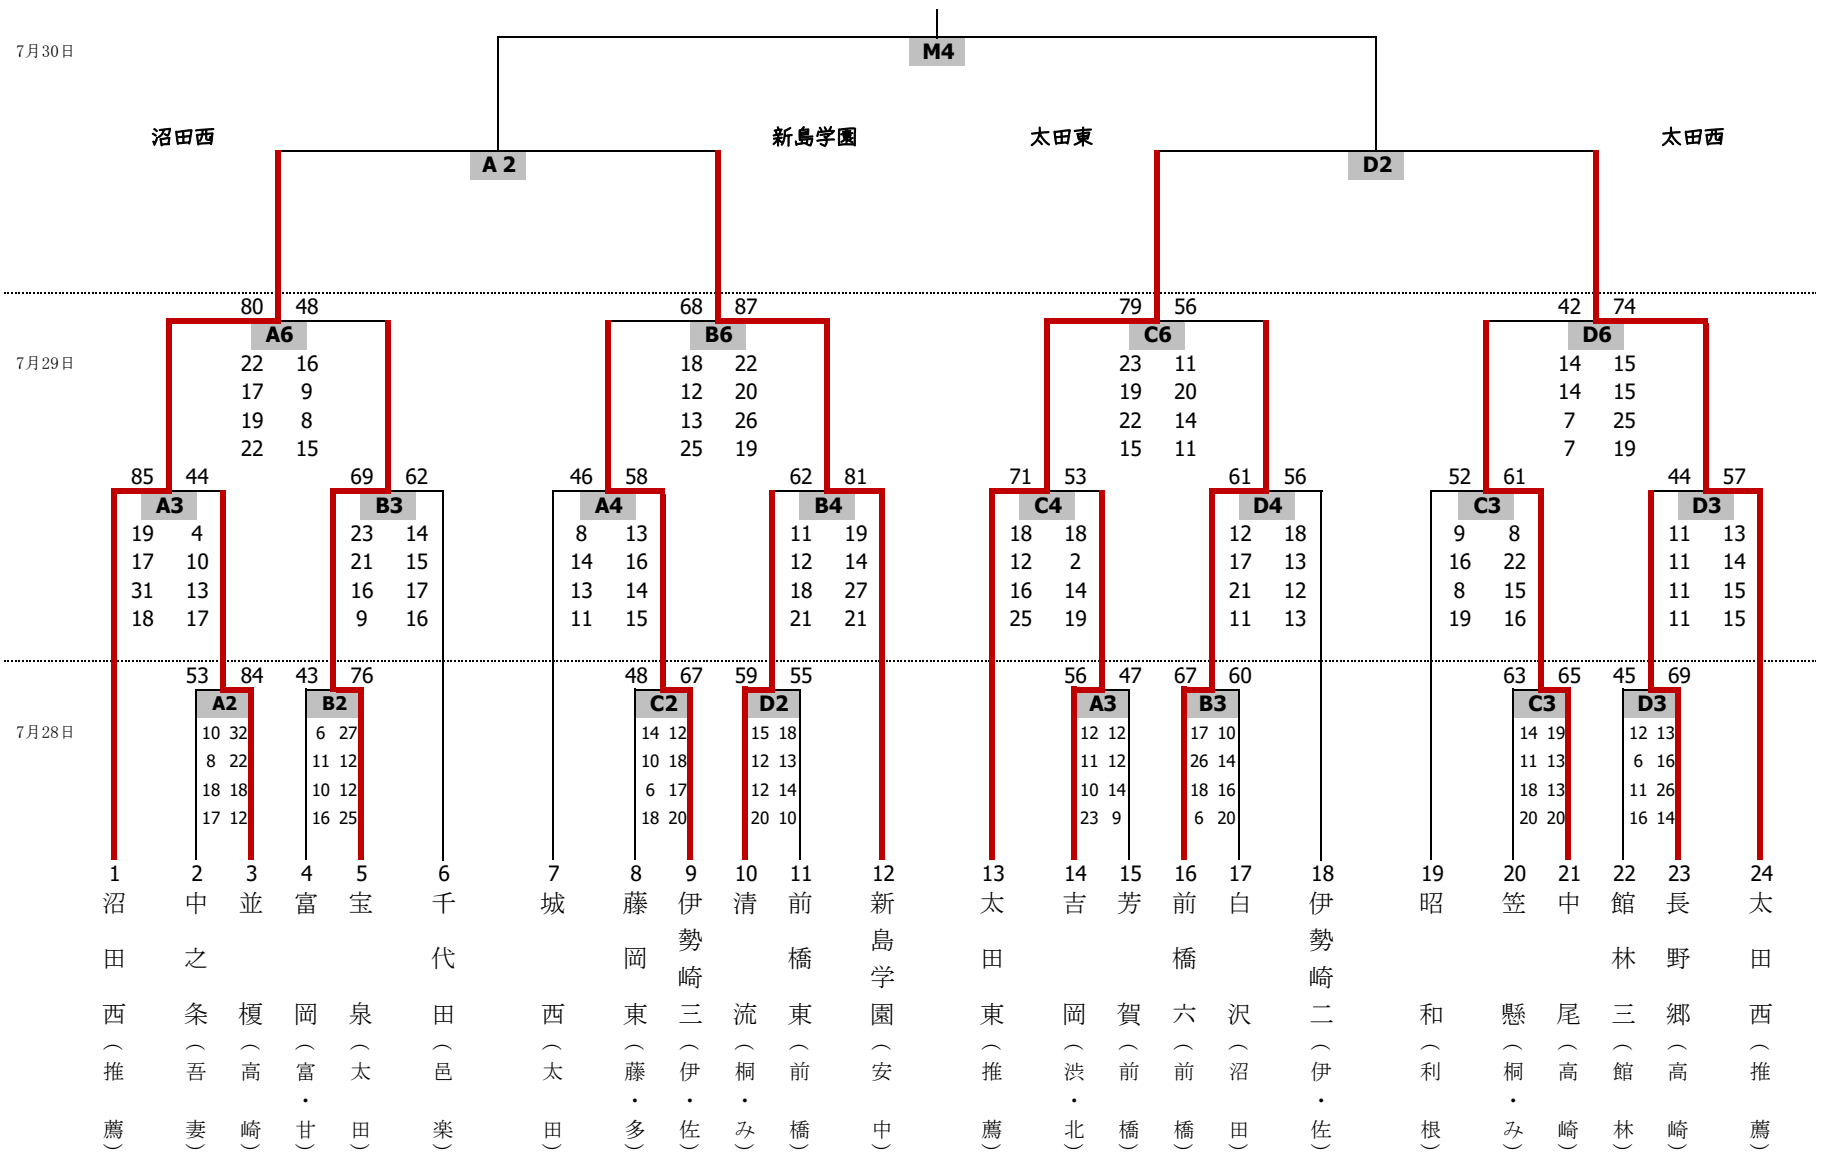 M4
7月30日
沼田西 新島学園 太田東 太田西
A 2 D2
80 48 68 87 79 56 42 74
A6 B6 C6 D6
7月29日
22 16 18 22 23 11 14 15
17 9 12 20 19 20 14 15
19 8 13 26 22 14 7 25
22 15 25 19 15 11 7 19
85 44 69 62 46 58 62 81 71 53 61 56 52 61 44 57
A3 B3 A4 B4 C4 D4 C3 D3
19 4 23 14 8 13 11 19 18 18 12 18 9 8 11 13
17 10 21 15 14 16 12 14 12 2 17 13 16 22 11 14
31 13 16 17 13 14 18 27 16 14 21 12 8 15 11 15
18 17 9 16 11 15 21 21 25 19 11 13 19 16 11 15
53 84 43 76 48 67 59 55 56 47 67 60 63 65 45 69
A2 B2 C2 D2 A3 B3 C3 D3
7月28日
10 32 6 27 14 12 15 18 12 12 17 10 14 19 12 13
8 22 11 12 10 18 12 13 11 12 26 14 11 13 6 16
18 18 10 12 6 17 12 14 10 14 18 16 18 13 11 26
17 12 16 25 18 20 20 10 23 9 6 20 20 20 16 14
1 2 3 4 5 6 7 8 9 10 11 12 13 14 15 16 17 18 19 20 21 22 23 24
沼田西（推薦）
中之条（吾妻）
並榎（高崎）
富岡（富・甘）
宝泉（太田）
千代田（邑楽）
城西（太田）
藤岡東（藤・多）
伊勢崎三（伊・佐）
清流（桐・み）
前橋東（前橋）
新島学園（安中）
太田東（推薦）
吉岡（渋・北）
芳賀（前橋）
前橋六（前橋）
白沢（沼田）
伊勢崎二（伊・佐）
昭和（利根）
笠懸（桐・み）
中尾（高崎）
館林三（館林）
長野郷（高崎）
太田西（推薦）